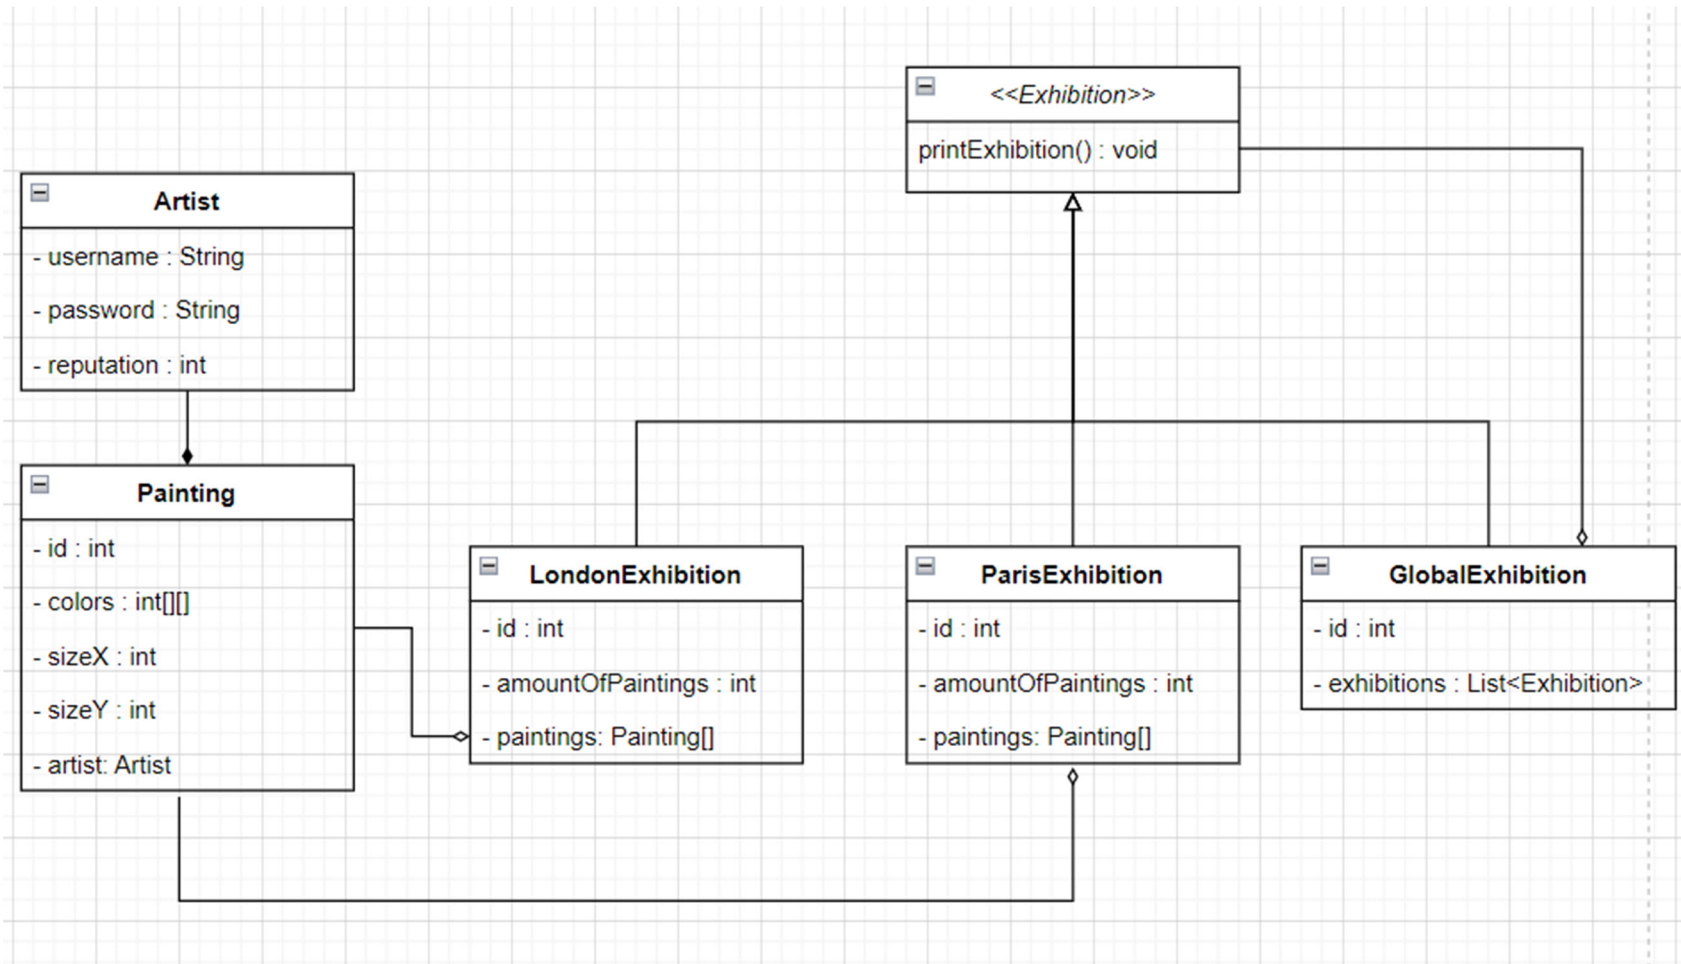 <<Exhibition>>
printExhibition() : void
Artist
- username : String
- password : String
- reputation : int
Painting
- id : int
- colors : int[][]
- sizeX : int
- sizeY : int
- artist: Artist
LondonExhibition
- id : int
- amountOfPaintings : int
- paintings: Painting[]
ParisExhibition
- id : int
- amountOfPaintings : int
- paintings: Painting[]
GlobalExhibition
- id : int
- exhibitions : List<Exhibition>